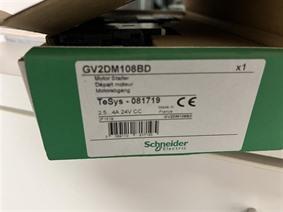 GV2DM108BD x1
Motor Starter
Départ moteur
Motorabgang
TeSys - 081719
2.5..4A 24V CC
Made in
France
GV2DM108BD
Schneider
Electric